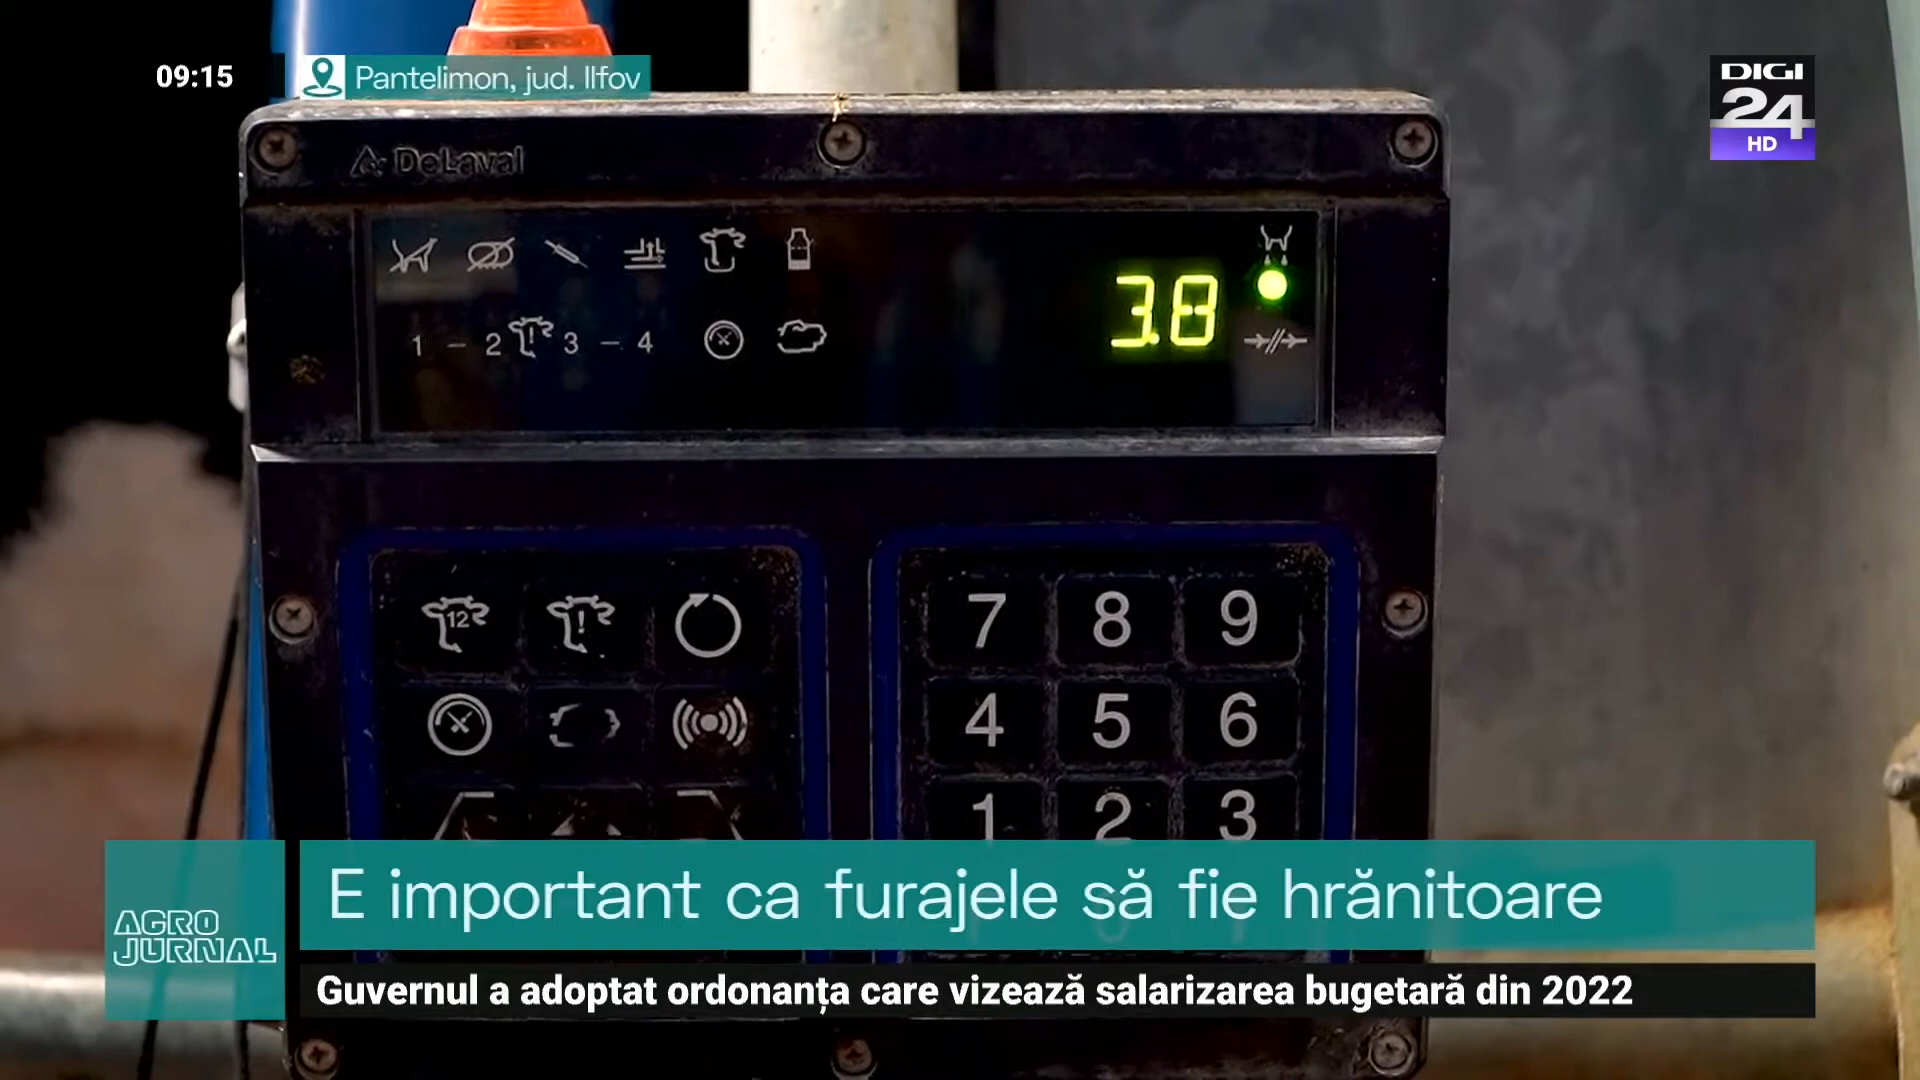 09:15
Pantelimon, jud. Ilfov
DIGI
24
HD
DeLaval
3.8
1 - 2 ! 3 - 4
12 !
7 8 9
4 5 6
1 2 3
E important ca furajele să fie hrănitoare
AGRO
JURNAL
Guvernul a adoptat ordonanța care vizează salarizarea bugetară din 2022